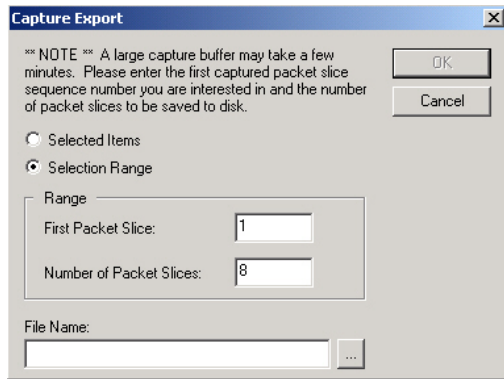 Capture Export
** NOTE ** A large capture buffer may take a few
minutes. Please enter the first captured packet slice
sequence number you are interested in and the number
of packet slices to be saved to disk.
OK
Cancel
Selected Items
Selection Range
Range
First Packet Slice: 1
Number of Packet Slices: 8
File Name:
...